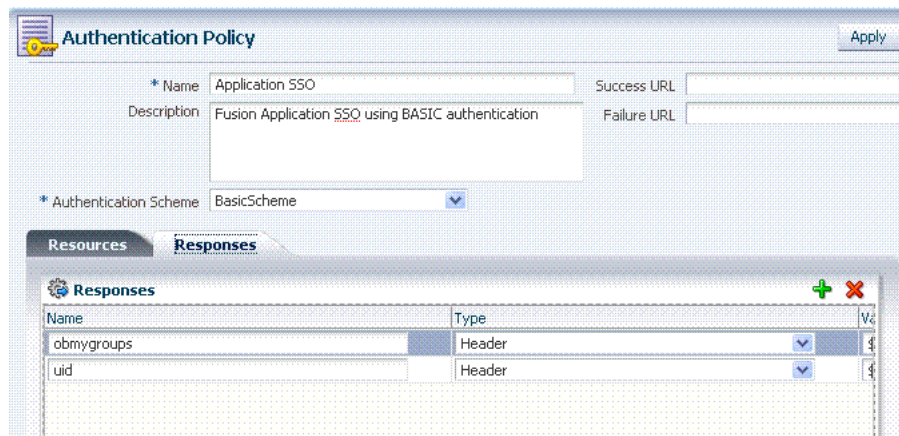 Authentication Policy
Apply
* Name Application SSO
Success URL
Description Fusion Application SSO using BASIC authentication
Failure URL
* Authentication Scheme BasicScheme
Resources Responses
Responses
Name Type
obmygroups Header
uid Header